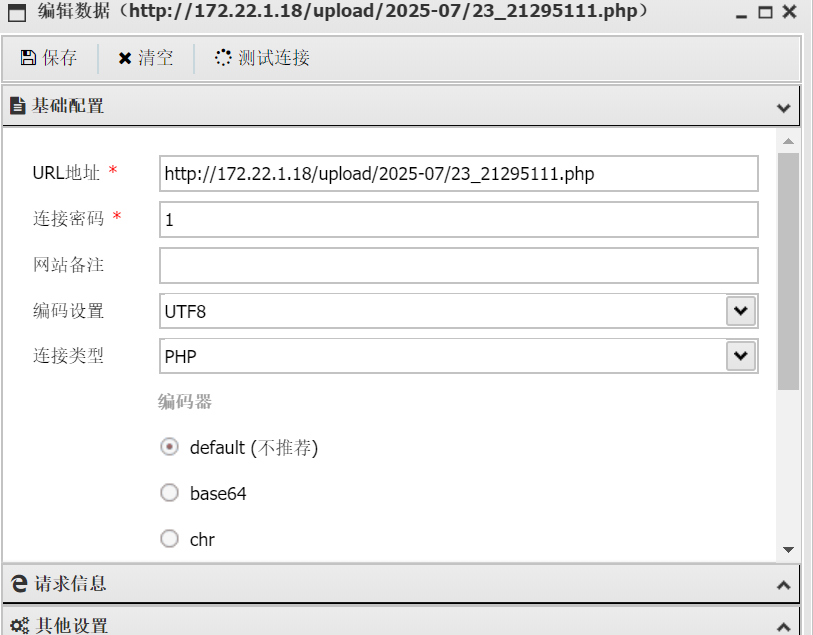 编辑数据（http://172.22.1.18/upload/2025-07/23_21295111.php）
保存 清空 测试连接
基础配置
URL地址 * http://172.22.1.18/upload/2025-07/23_21295111.php
连接密码 * 1
网站备注
编码设置 UTF8
连接类型 PHP
编码器
default (不推荐)
base64
chr
请求信息
其他设置